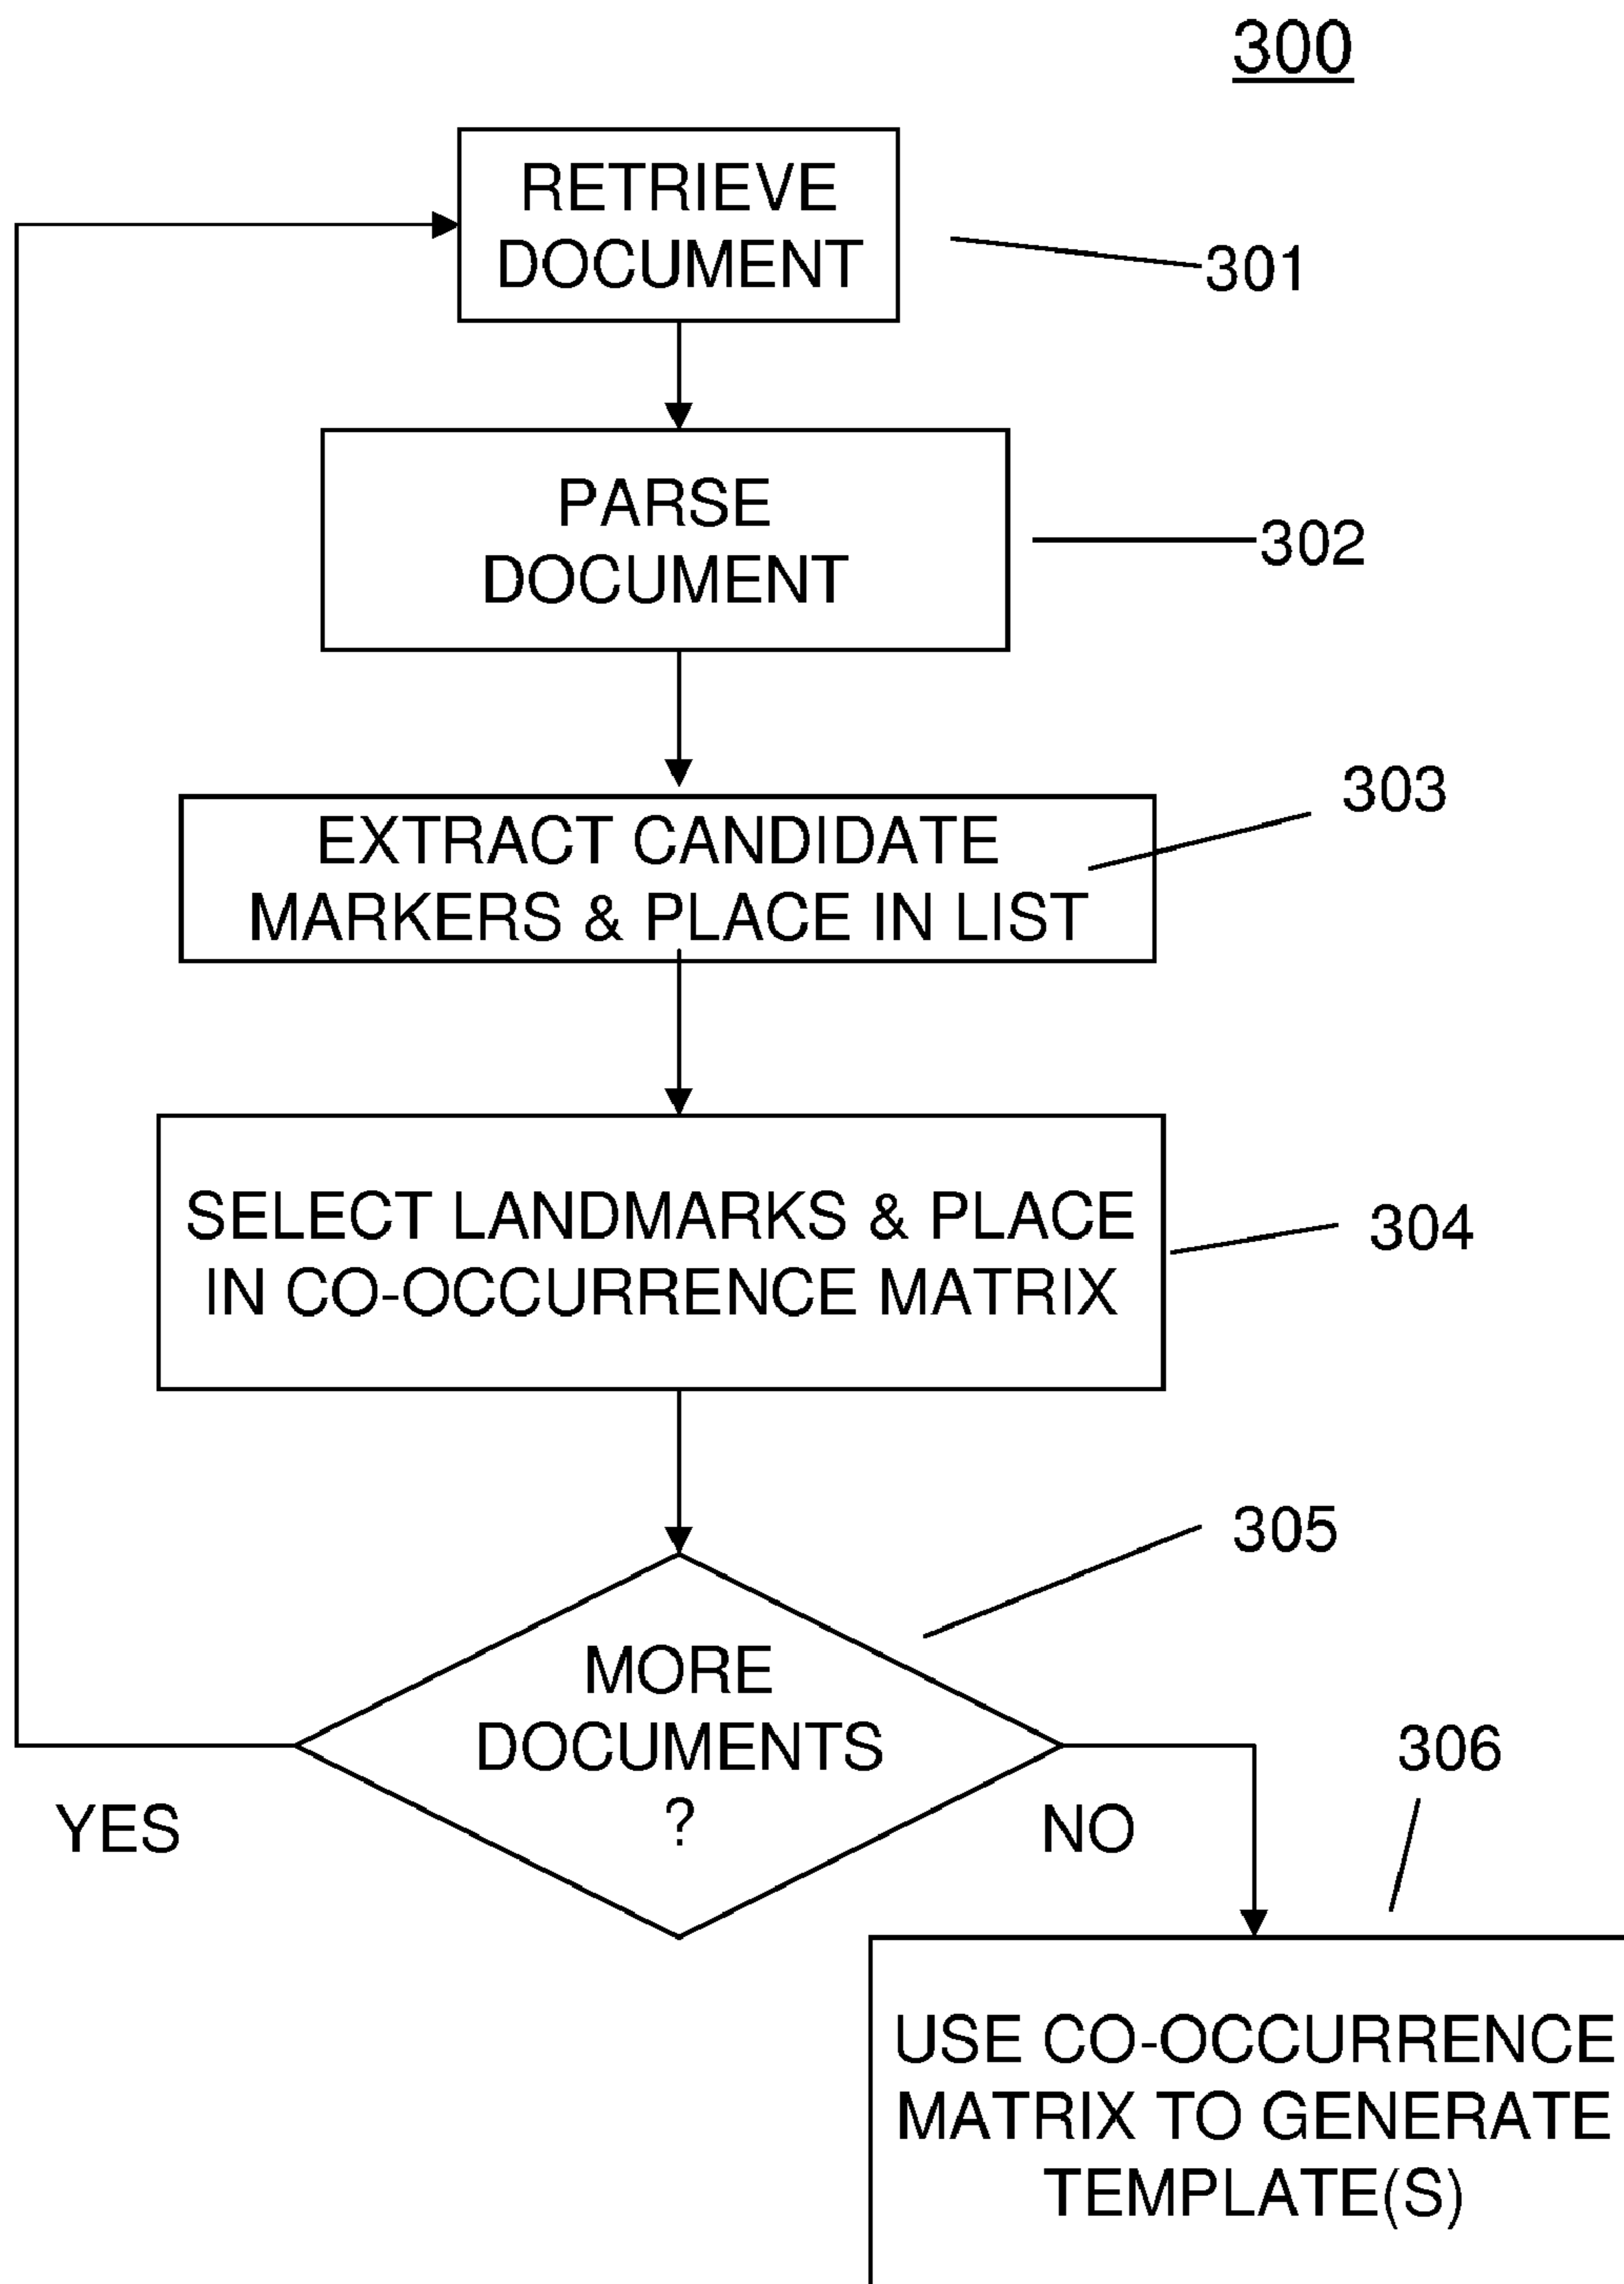 300
RETRIEVE
DOCUMENT
301
PARSE
DOCUMENT
302
303
EXTRACT CANDIDATE
MARKERS & PLACE IN LIST
SELECT LANDMARKS & PLACE
IN CO-OCCURRENCE MATRIX
304
305
MORE
DOCUMENTS
?
YES
NO
306
USE CO-OCCURRENCE
MATRIX TO GENERATE
TEMPLATE(S)